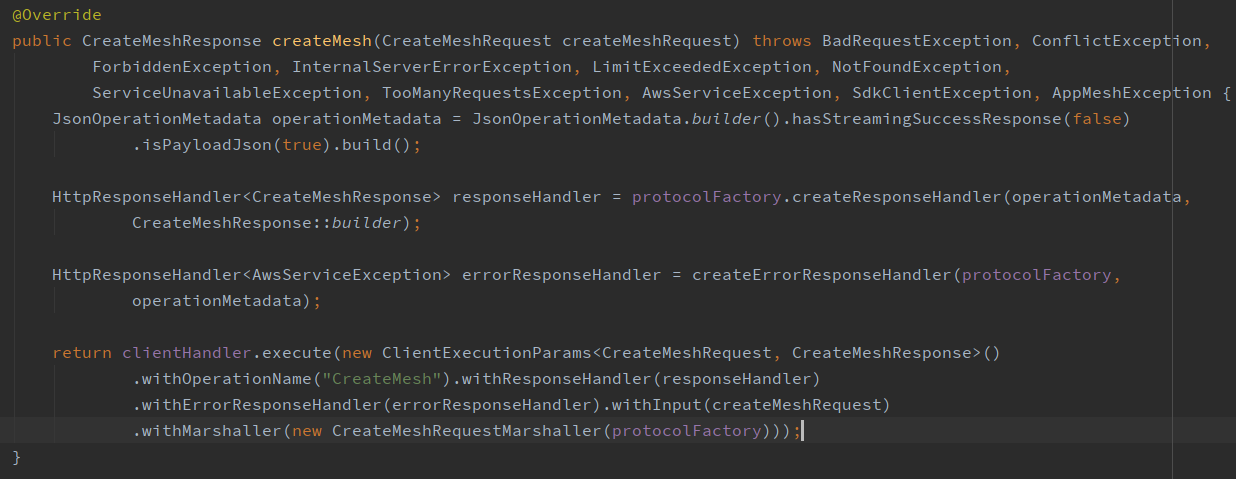 @Override
public CreateMeshResponse createMesh(CreateMeshRequest createMeshRequest) throws BadRequestException, ConflictException,
        ForbiddenException, InternalServerErrorException, LimitExceededException, NotFoundException,
        ServiceUnavailableException, TooManyRequestsException, AwsServiceException, SdkClientException, AppMeshException {
    JsonOperationMetadata operationMetadata = JsonOperationMetadata.builder().hasStreamingSuccessResponse(false)
            .isPayloadJson(true).build();

    HttpResponseHandler<CreateMeshResponse> responseHandler = protocolFactory.createResponseHandler(operationMetadata,
            CreateMeshResponse::builder);

    HttpResponseHandler<AwsServiceException> errorResponseHandler = createErrorResponseHandler(protocolFactory,
            operationMetadata);

    return clientHandler.execute(new ClientExecutionParams<CreateMeshRequest, CreateMeshResponse>()
            .withOperationName("CreateMesh").withResponseHandler(responseHandler)
            .withErrorResponseHandler(errorResponseHandler).withInput(createMeshRequest)
            .withMarshaller(new CreateMeshRequestMarshaller(protocolFactory)));
}